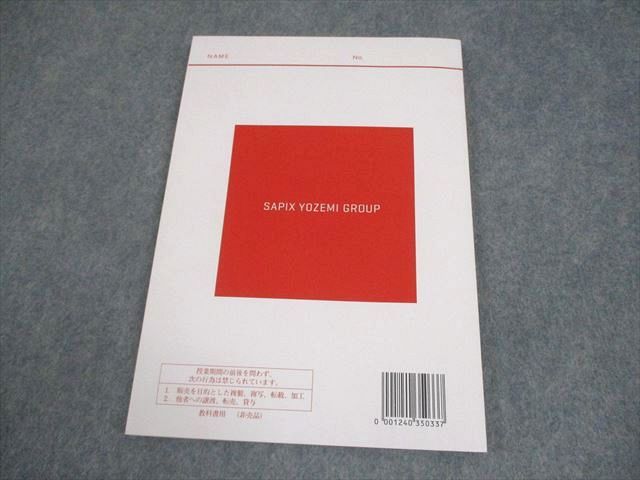 NAME No.
SAPIX YOZEMI GROUP
授業期間の前後を問わず、
次の行為は禁じられています。
1. 販売を目的とした複製、複写、転載、加工
2. 他者への譲渡、転売、貸与
教科書用 （非売品）
0 001240 350337